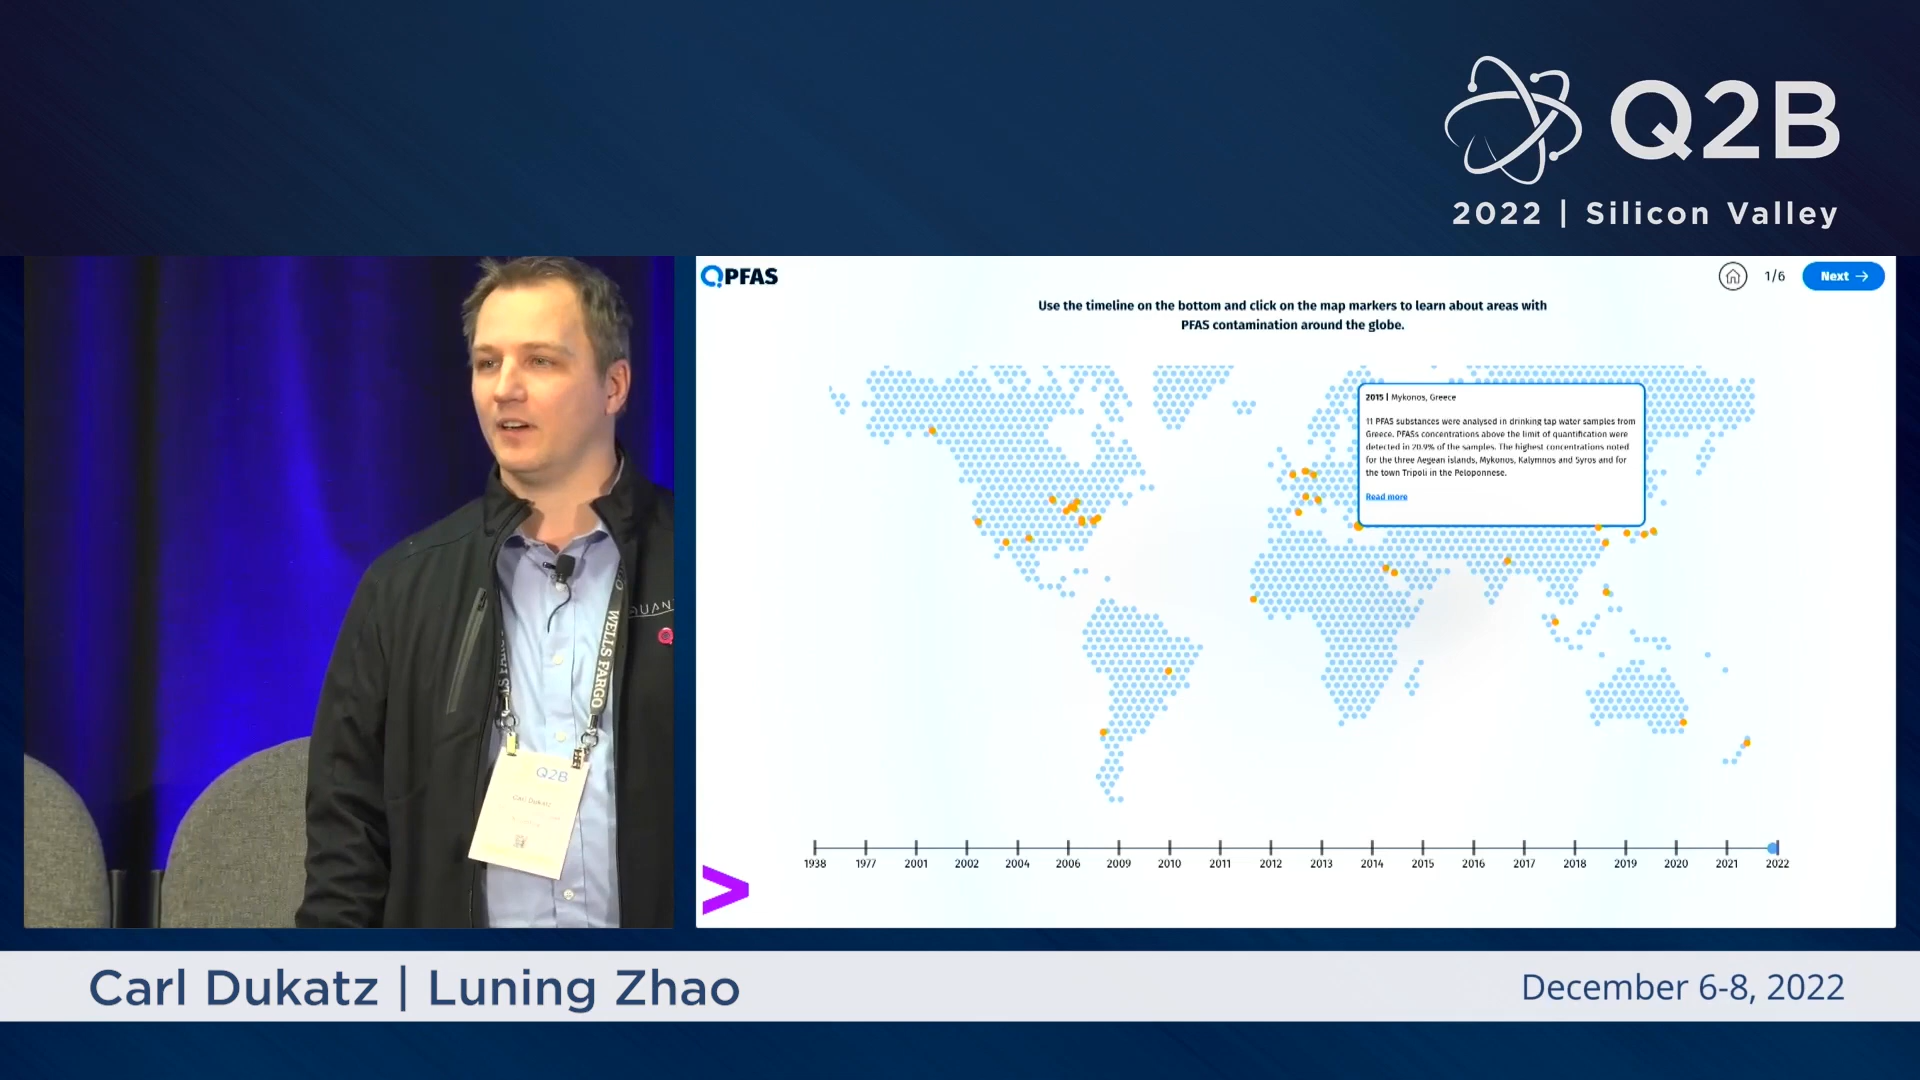 Q2B
2022 | Silicon Valley
QPFAS
1/6
Next →
Use the timeline on the bottom and click on the map markers to learn about areas with
PFAS contamination around the globe.
2015 | Mykonos, Greece
11 PFAS substances were analysed in drinking tap water samples from
Greece. PFASs concentrations above the limit of quantification were
detected in 20.9% of the samples. The highest concentrations noted
for the three Aegean islands, Mykonos, Kalymnos and Syros and for
the town Tripoli in the Peloponnese.
Read more
1938 1977 2001 2002 2004 2006 2009 2010 2011 2012 2013 2014 2015 2016 2017 2018 2019 2020 2021 2022
>
QUAN
WELLS FARGO
Q2B
Carl Dukatz
Carl Dukatz | Luning Zhao
December 6-8, 2022